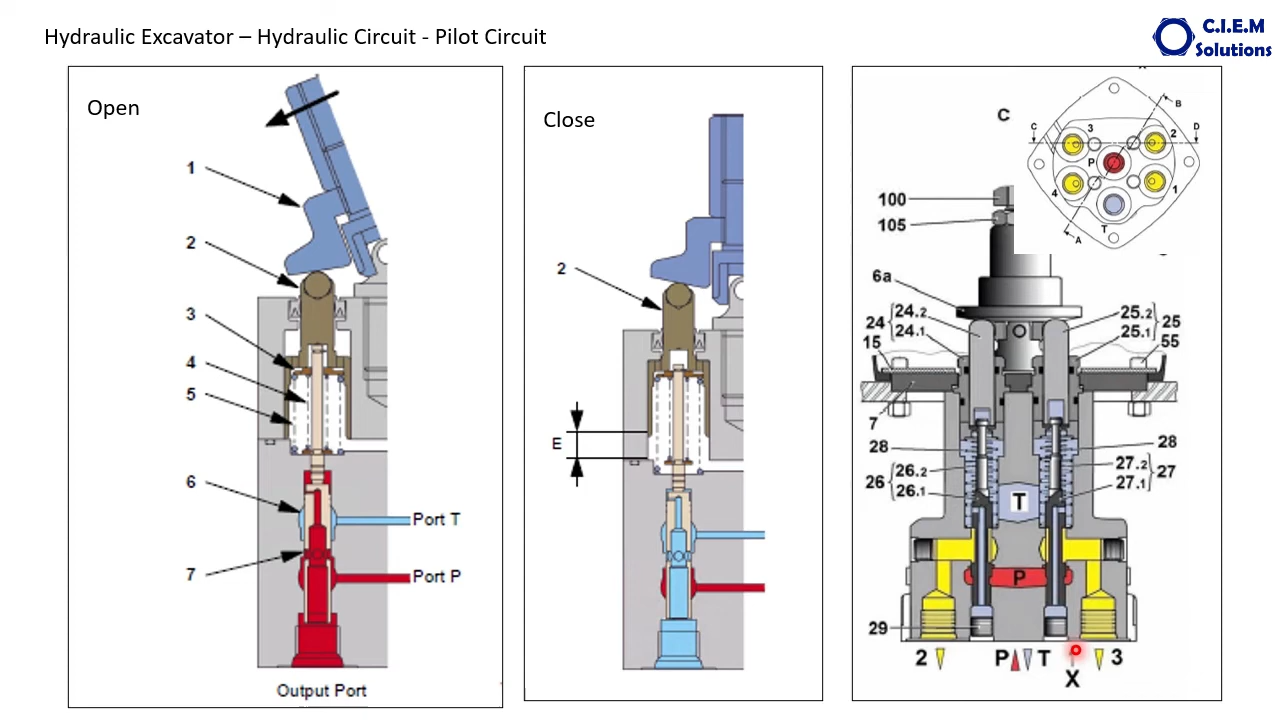 Hydraulic Excavator – Hydraulic Circuit - Pilot Circuit
C.I.E.M
Solutions
Open
1
2
3
4
5
6
7
Port T
Port P
Output Port
Close
2
E
C
B
C
3
2
D
P
4
1
T
A
100
105
6a
24
24.2
24.1
25.2
25.1
25
15
55
7
28
28
26
26.2
26.1
27.2
27.1
27
T
P
29
2
P
T
3
X